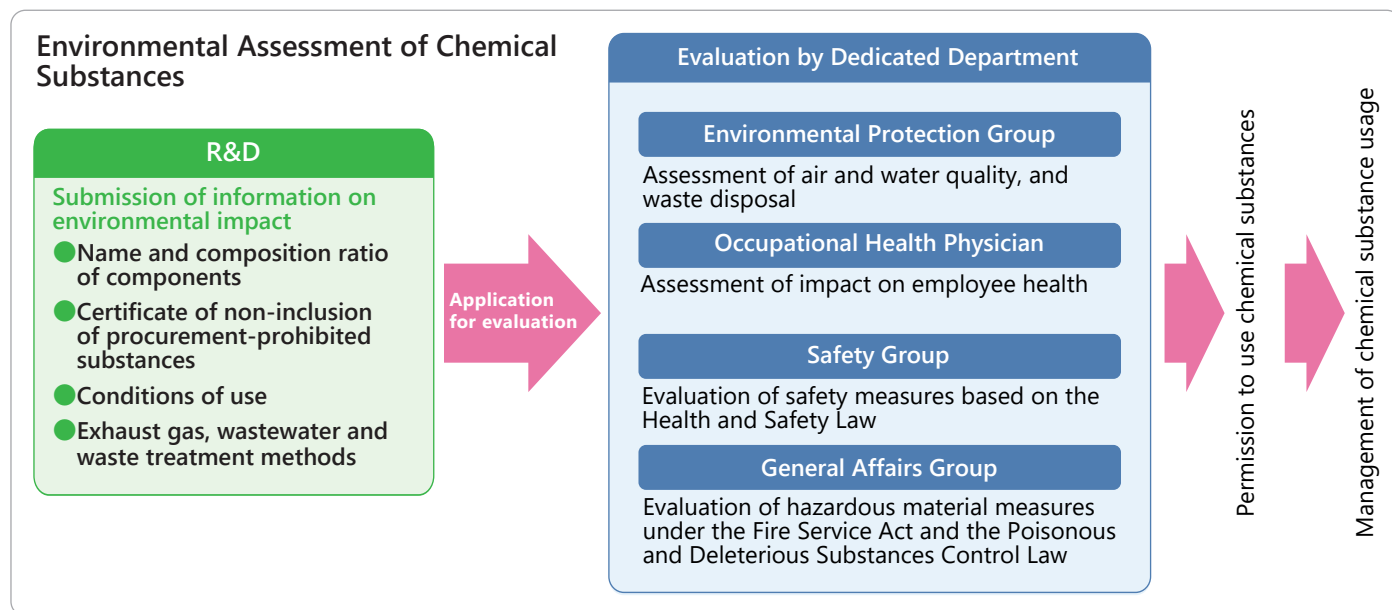 Environmental Assessment of Chemical
Substances
R&D
Submission of information on
environmental impact
●Name and composition ratio
of components
●Certificate of non-inclusion
of procurement-prohibited
substances
●Conditions of use
●Exhaust gas, wastewater and
waste treatment methods
Application
for evaluation
Evaluation by Dedicated Department
Environmental Protection Group
Assessment of air and water quality, and
waste disposal
Occupational Health Physician
Assessment of impact on employee health
Safety Group
Evaluation of safety measures based on the
Health and Safety Law
General Affairs Group
Evaluation of hazardous material measures
under the Fire Service Act and the Poisonous
and Deleterious Substances Control Law
Permission to use chemical substances
Management of chemical substance usage